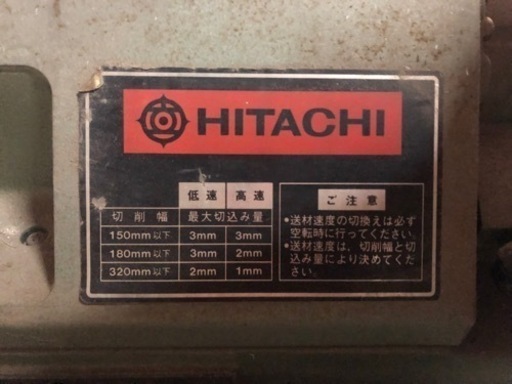 HITACHI
低速 高速
切削幅 最大切込み量
150mm以下 3mm 3mm
180mm以下 3mm 2mm
320mm以下 2mm 1mm
ご注意
●送材速度の切換えは必ず
空転時に行ってください。
●送材速度は、切削幅と切
込み量により決めてくだ
さい。